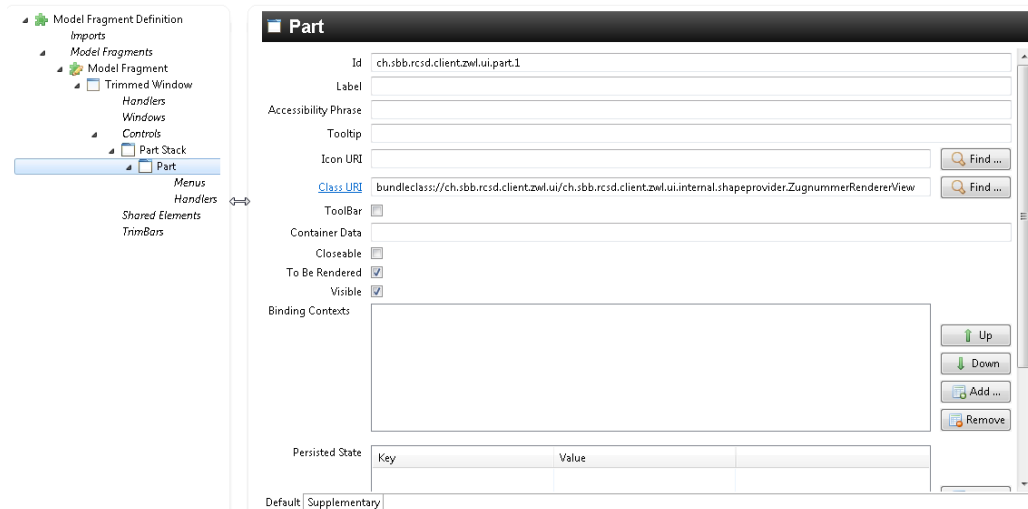 Model Fragment Definition
Imports
Model Fragments
Model Fragment
Trimmed Window
Handlers
Windows
Controls
Part Stack
Part
Menus
Handlers
Shared Elements
TrimBars
Part
Id ch.sbb.rcsd.client.zwl.ui.part.1
Label
Accessibility Phrase
Tooltip
Icon URI Find ...
Class URI bundleclass://ch.sbb.rcsd.client.zwl.ui/ch.sbb.rcsd.client.zwl.ui.internal.shapeprovider.ZugnummerRendererView Find ...
ToolBar
Container Data
Closeable
To Be Rendered
Visible
Binding Contexts
Up
Down
Add ...
Remove
Persisted State Key Value
Default Supplementary